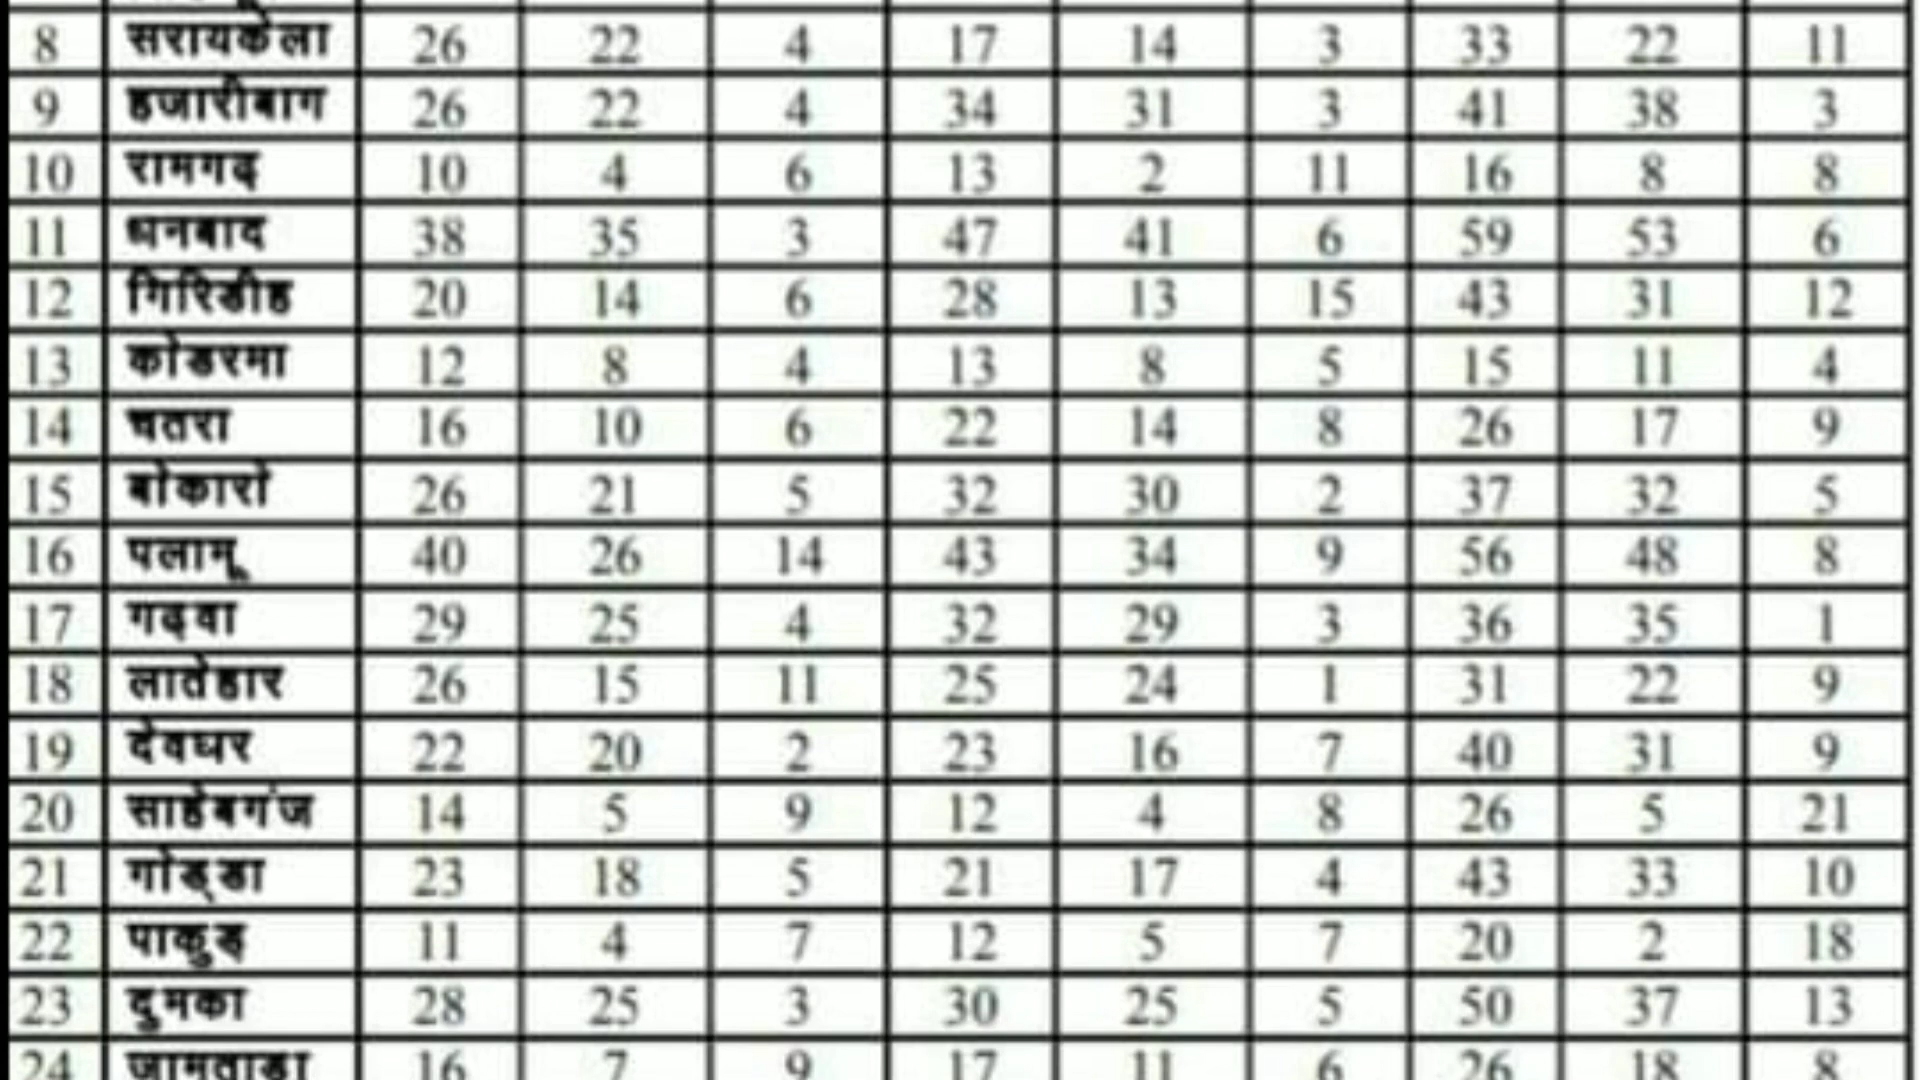 8 सरायकेला 26 22 4 17 14 3 33 22 11
9 हजारीबाग 26 22 4 34 31 3 41 38 3
10 रामगढ़ 10 4 6 13 2 11 16 8 8
11 धनबाद 38 35 3 47 41 6 59 53 6
12 गिरिडीह 20 14 6 28 13 15 43 31 12
13 कोडरमा 12 8 4 13 8 5 15 11 4
14 चतरा 16 10 6 22 14 8 26 17 9
15 बोकारो 26 21 5 32 30 2 37 32 5
16 पलामू 40 26 14 43 34 9 56 48 8
17 गढ़वा 29 25 4 32 29 3 36 35 1
18 लातेहार 26 15 11 25 24 1 31 22 9
19 देवघर 22 20 2 23 16 7 40 31 9
20 साहेबगंज 14 5 9 12 4 8 26 5 21
21 गोड्डा 23 18 5 21 17 4 43 33 10
22 पाकुड़ 11 4 7 12 5 7 20 2 18
23 दुमका 28 25 3 30 25 5 50 37 13
24 जामताड़ा 16 7 9 17 11 6 26 18 8